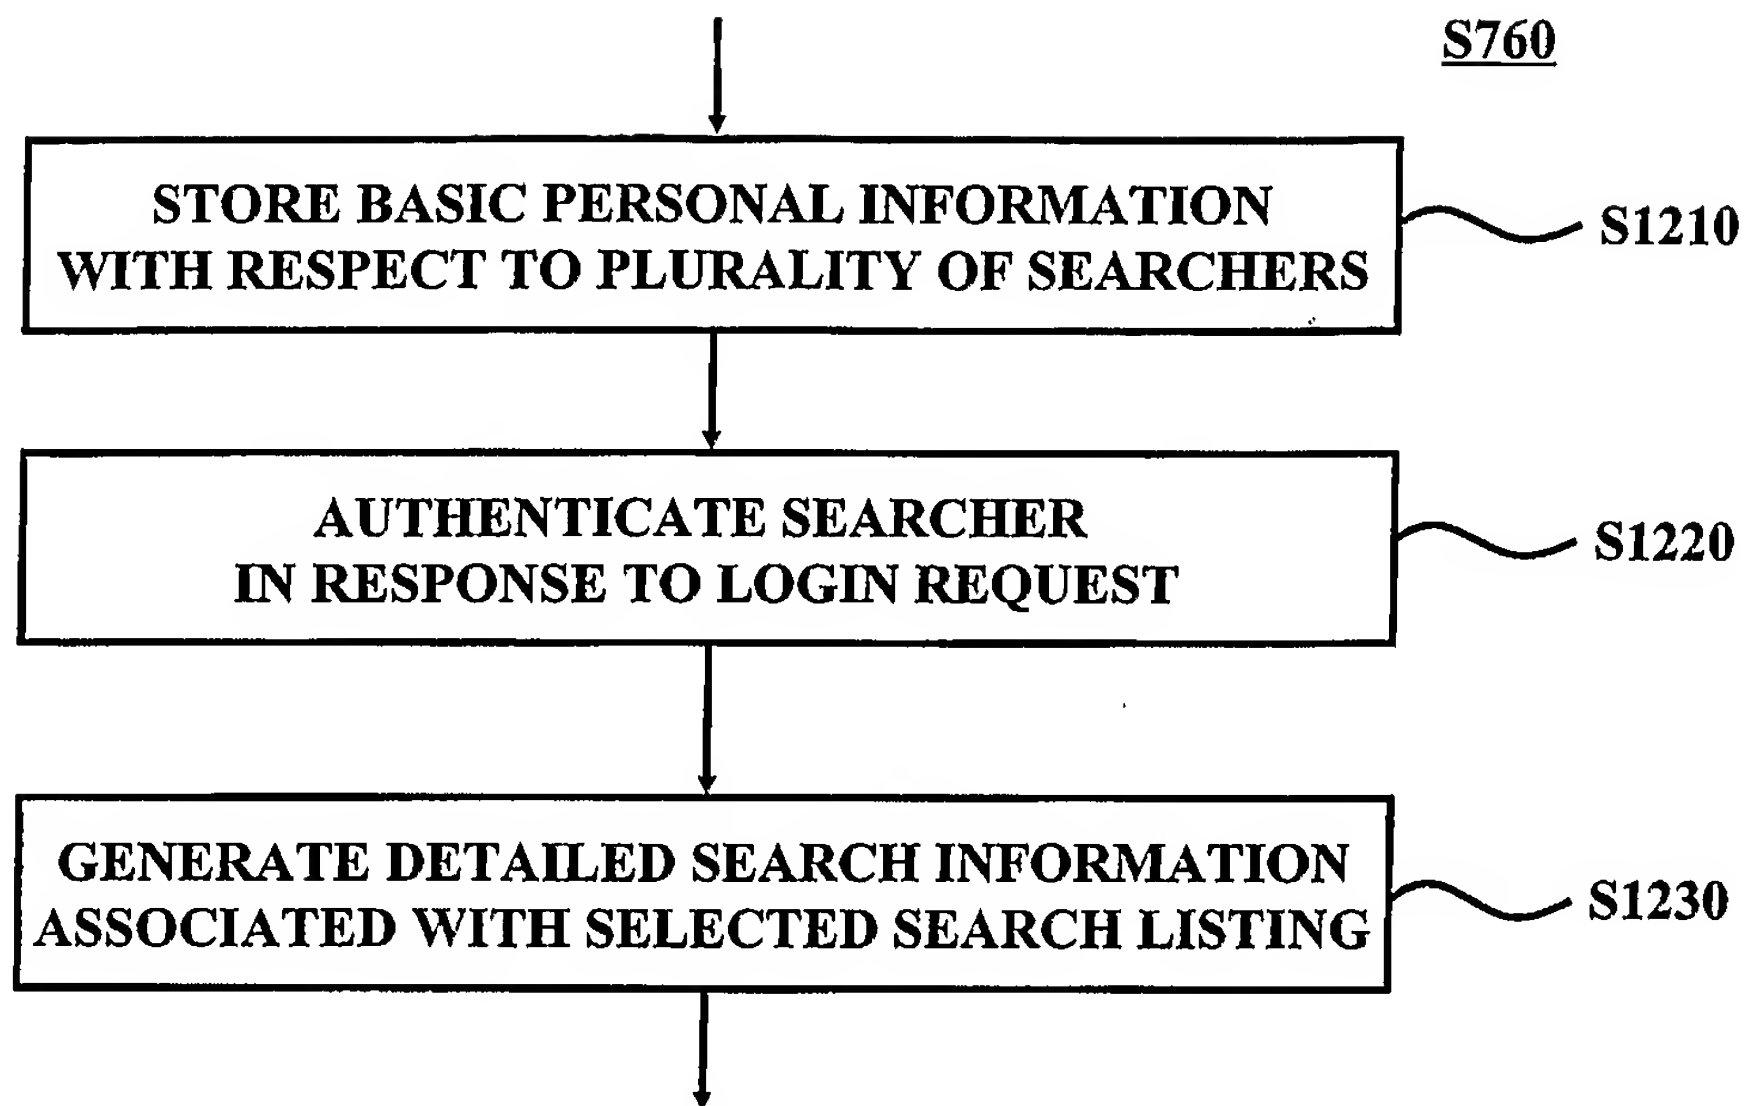 S760
STORE BASIC PERSONAL INFORMATION
WITH RESPECT TO PLURALITY OF SEARCHERS
S1210
AUTHENTICATE SEARCHER
IN RESPONSE TO LOGIN REQUEST
S1220
GENERATE DETAILED SEARCH INFORMATION
ASSOCIATED WITH SELECTED SEARCH LISTING
S1230